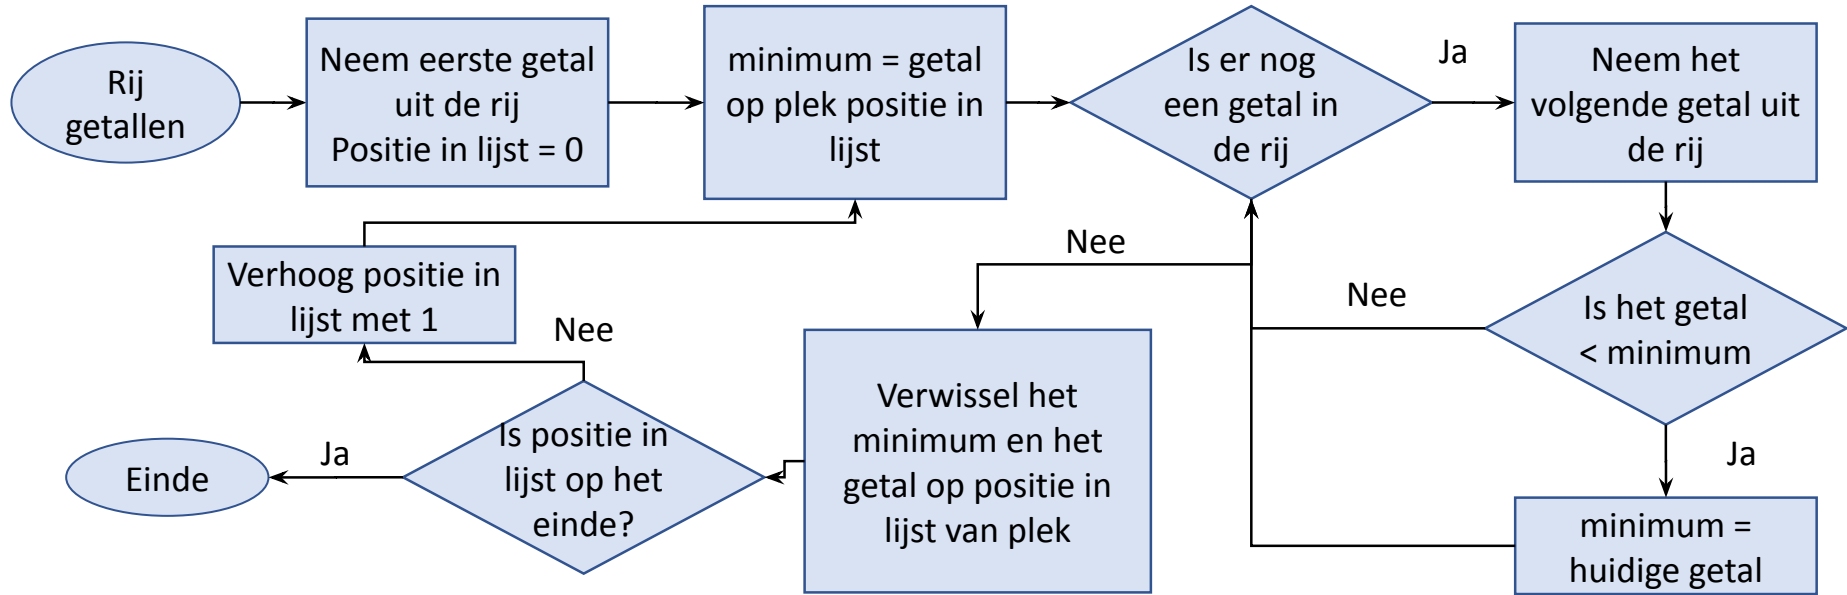 Rij
getallen
Neem eerste getal
uit de rij
Positie in lijst = 0
minimum = getal
op plek positie in
lijst
Is er nog
een getal in
de rij
Ja
Neem het
volgende getal uit
de rij
Is het getal
< minimum
Nee
Ja
minimum =
huidige getal
Nee
Verwissel het
minimum en het
getal op positie in
lijst van plek
Is positie in
lijst op het
einde?
Nee
Verhoog positie in
lijst met 1
Ja
Einde